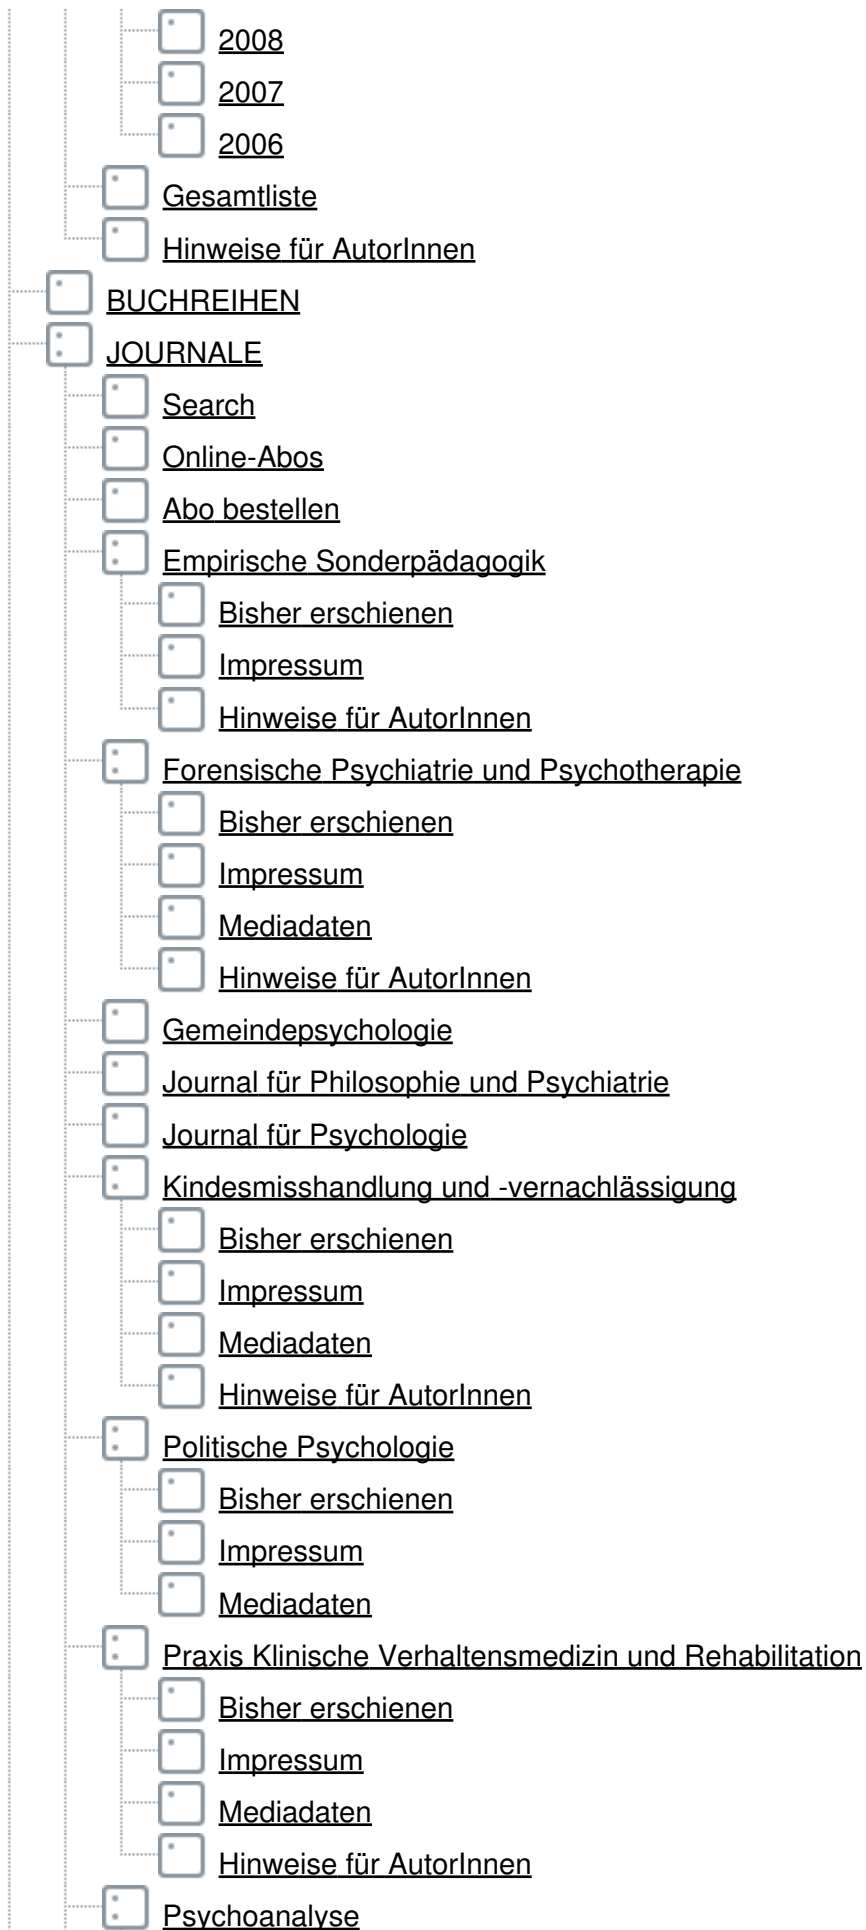 2008
2007
2006
Gesamtliste
Hinweise für AutorInnen
BUCHREIHEN
JOURNALE
Search
Online-Abos
Abo bestellen
Empirische Sonderpädagogik
Bisher erschienen
Impressum
Hinweise für AutorInnen
Forensische Psychiatrie und Psychotherapie
Bisher erschienen
Impressum
Mediadaten
Hinweise für AutorInnen
Gemeindepsychologie
Journal für Philosophie und Psychiatrie
Journal für Psychologie
Kindesmisshandlung und -vernachlässigung
Bisher erschienen
Impressum
Mediadaten
Hinweise für AutorInnen
Politische Psychologie
Bisher erschienen
Impressum
Mediadaten
Praxis Klinische Verhaltensmedizin und Rehabilitation
Bisher erschienen
Impressum
Mediadaten
Hinweise für AutorInnen
Psychoanalyse